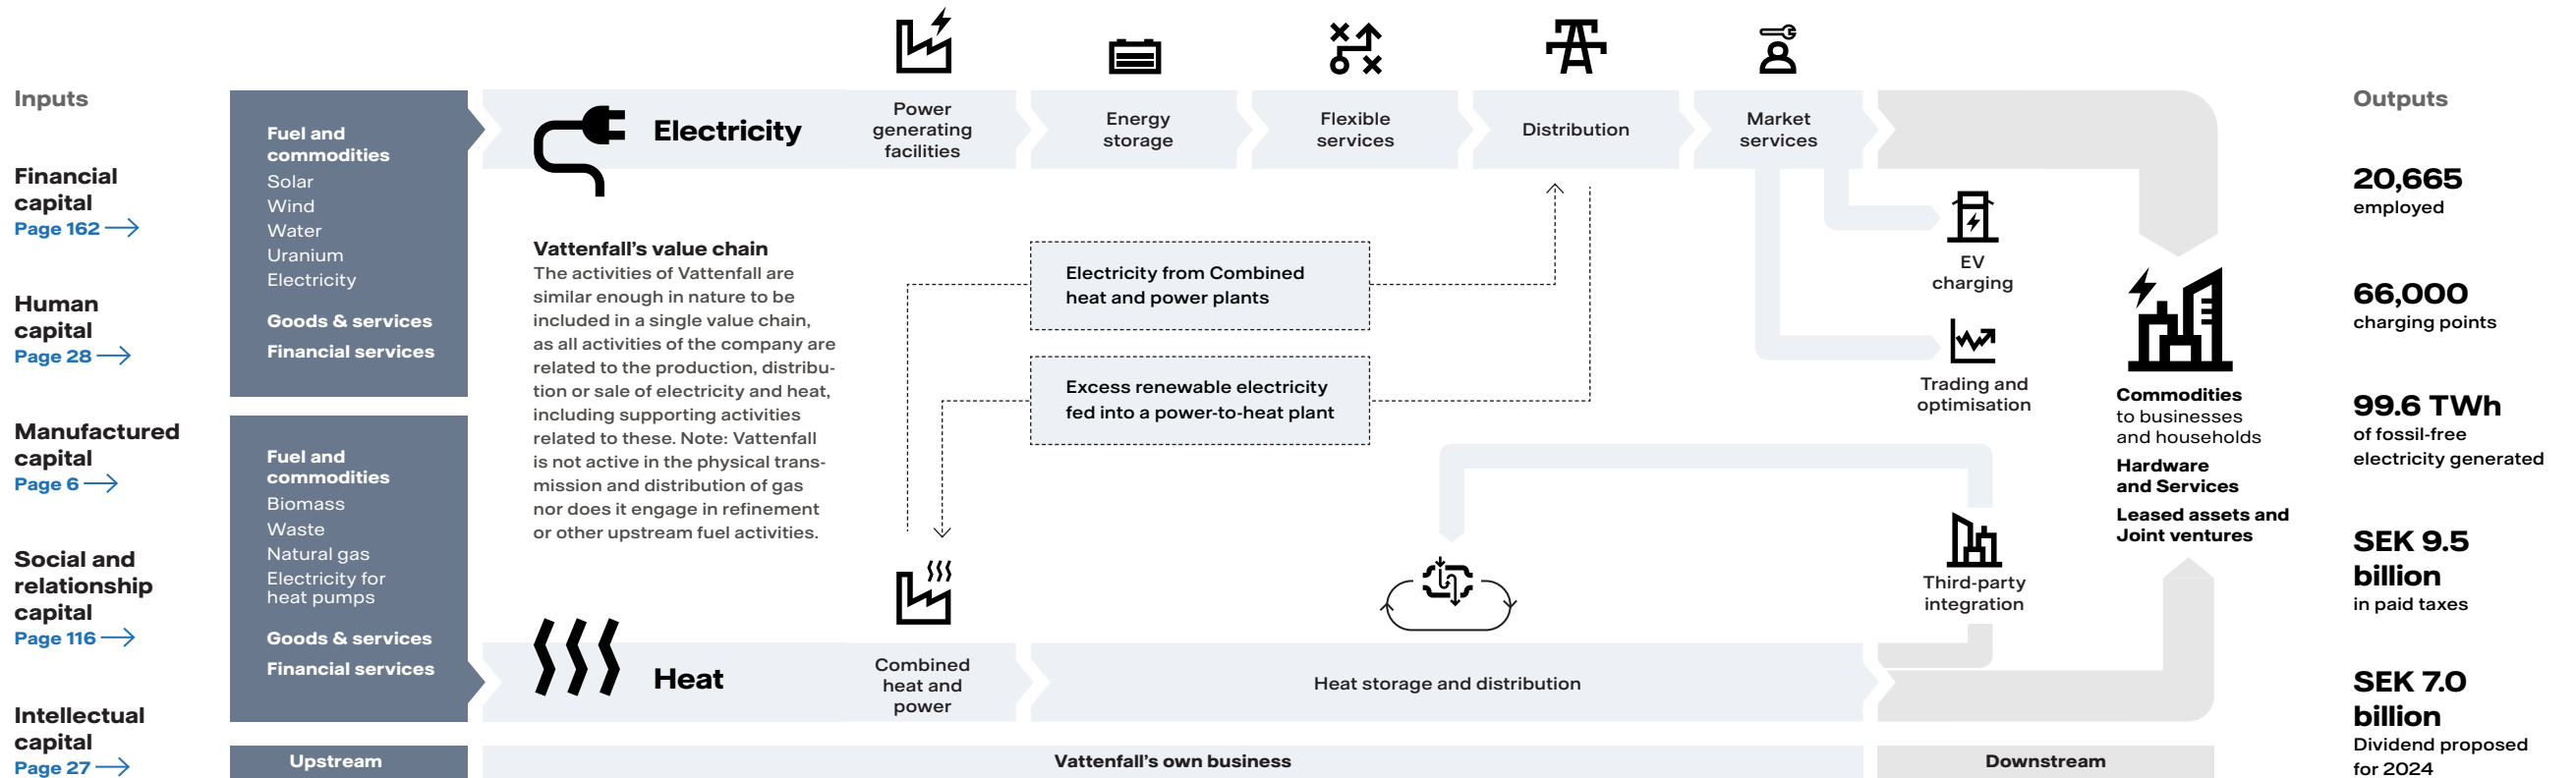 Inputs
Financial
capital
Page 162
Human
capital
Page 28
Manufactured
capital
Page 6
Social and
relationship
capital
Page 116
Intellectual
capital
Page 27
Fuel and
commodities
Solar
Wind
Water
Uranium
Electricity
Goods & services
Financial services
Fuel and
commodities
Biomass
Waste
Natural gas
Electricity for
heat pumps
Goods & services
Financial services
Upstream
Electricity
Power
generating
facilities
Energy
storage
Flexible
services
Distribution
Market
services
Vattenfall’s value chain
The activities of Vattenfall are
similar enough in nature to be
included in a single value chain,
as all activities of the company are
related to the production, distribu-
tion or sale of electricity and heat,
including supporting activities
related to these. Note: Vattenfall
is not active in the physical trans-
mission and distribution of gas
nor does it engage in refinement
or other upstream fuel activities.
Electricity from Combined
heat and power plants
Excess renewable electricity
fed into a power-to-heat plant
EV
charging
Trading and
optimisation
Third-party
integration
Heat
Combined
heat and
power
Heat storage and distribution
Vattenfall’s own business
Commodities
to businesses
and households
Hardware
and Services
Leased assets and
Joint ventures
Downstream
Outputs
20,665
employed
66,000
charging points
99.6 TWh
of fossil-free
electricity generated
SEK 9.5
billion
in paid taxes
SEK 7.0
billion
Dividend proposed
for 2024